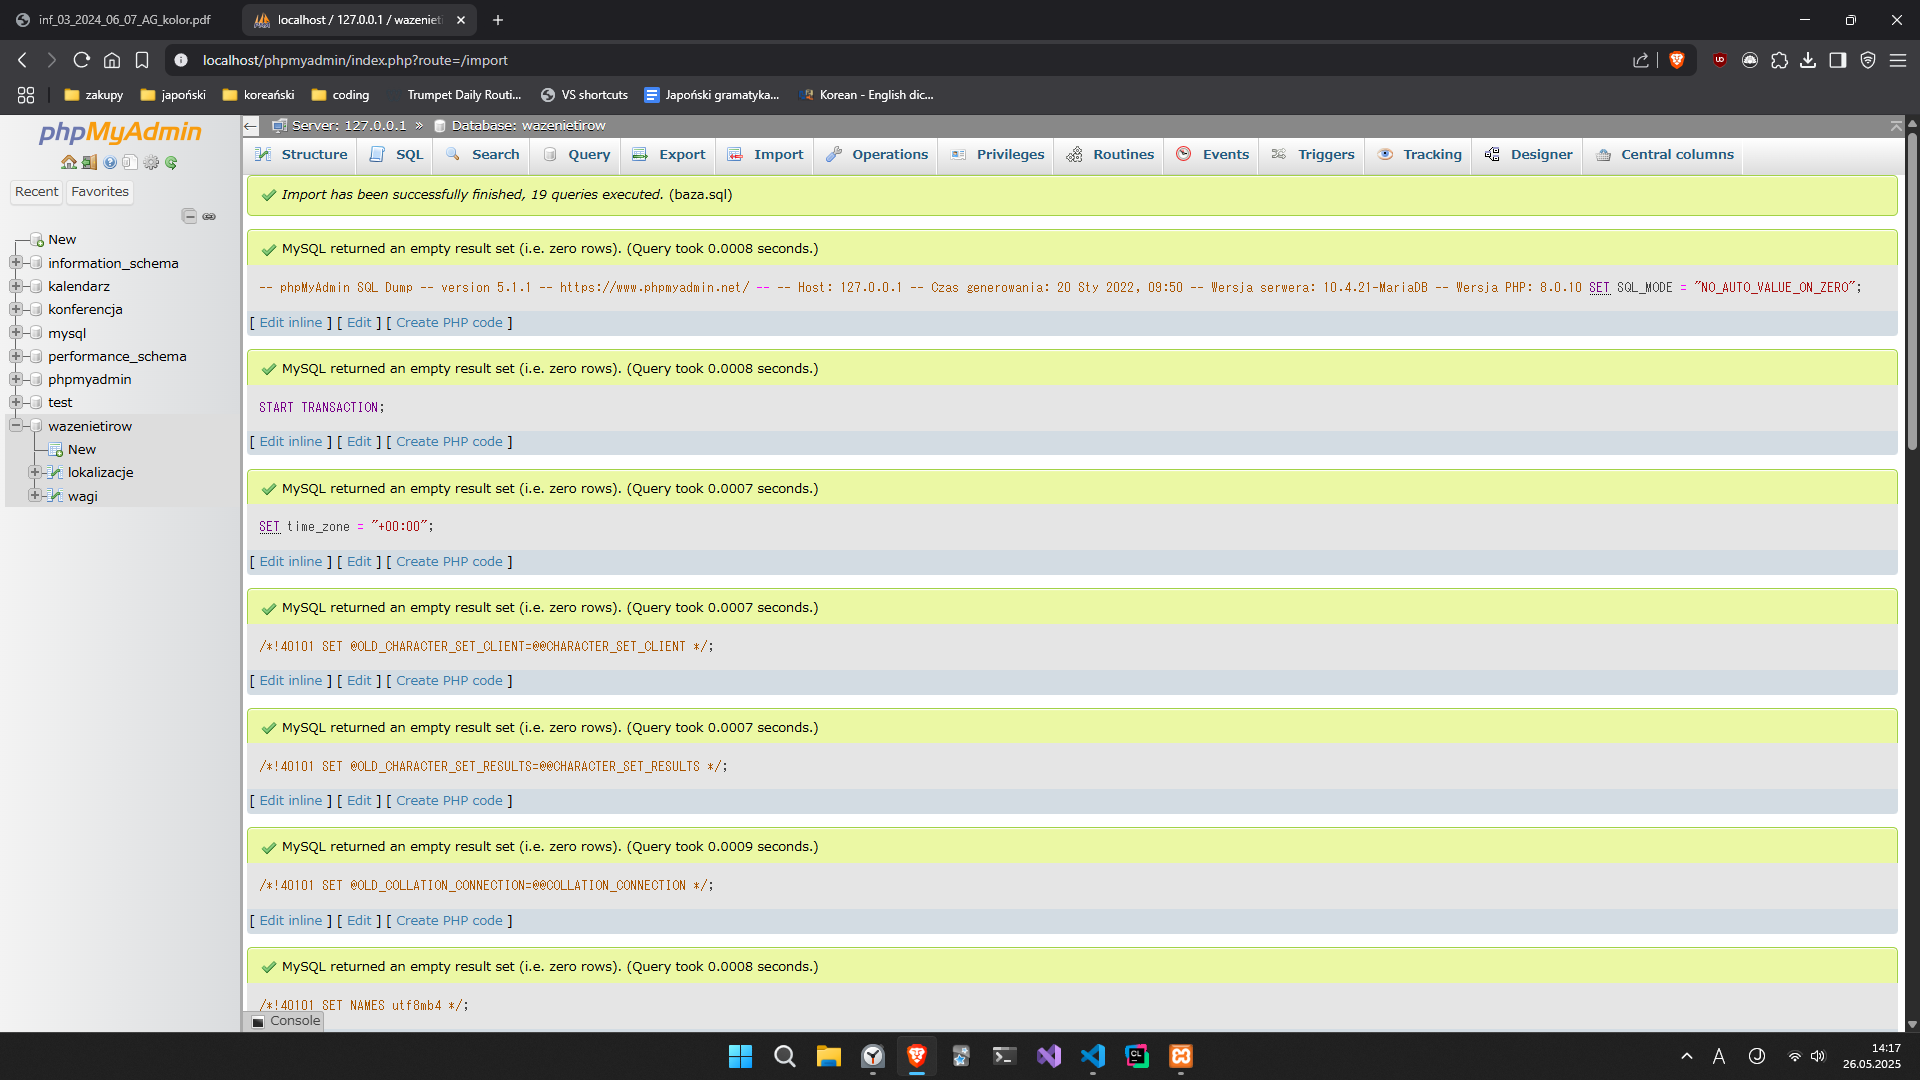 inf_03_2024_06_07_AG_kolor.pdf
localhost / 127.0.0.1 / wazenieti
localhost/phpmyadmin/index.php?route=/import
zakupy
japoński
koreański
coding
Trumpet Daily Routi...
VS shortcuts
Japoński gramatyka...
Korean - English dic...
phpMyAdmin
Server: 127.0.0.1 » Database: wazenietirow
Structure
SQL
Search
Query
Export
Import
Operations
Privileges
Routines
Events
Triggers
Tracking
Designer
Central columns
Recent
Favorites
New
information_schema
kalendarz
konferencja
mysql
performance_schema
phpmyadmin
test
wazenietirow
New
lokalizacje
wagi
Import has been successfully finished, 19 queries executed. (baza.sql)
MySQL returned an empty result set (i.e. zero rows). (Query took 0.0008 seconds.)
-- phpMyAdmin SQL Dump -- version 5.1.1 -- https://www.phpmyadmin.net/ -- -- Host: 127.0.0.1 -- Czas generowania: 20 Sty 2022, 09:50 -- Wersja serwera: 10.4.21-MariaDB -- Wersja PHP: 8.0.10 SET SQL_MODE = "NO_AUTO_VALUE_ON_ZERO";
[ Edit inline ] [ Edit ] [ Create PHP code ]
MySQL returned an empty result set (i.e. zero rows). (Query took 0.0008 seconds.)
START TRANSACTION;
[ Edit inline ] [ Edit ] [ Create PHP code ]
MySQL returned an empty result set (i.e. zero rows). (Query took 0.0007 seconds.)
SET time_zone = "+00:00";
[ Edit inline ] [ Edit ] [ Create PHP code ]
MySQL returned an empty result set (i.e. zero rows). (Query took 0.0007 seconds.)
/*!40101 SET @OLD_CHARACTER_SET_CLIENT=@@CHARACTER_SET_CLIENT */;
[ Edit inline ] [ Edit ] [ Create PHP code ]
MySQL returned an empty result set (i.e. zero rows). (Query took 0.0007 seconds.)
/*!40101 SET @OLD_CHARACTER_SET_RESULTS=@@CHARACTER_SET_RESULTS */;
[ Edit inline ] [ Edit ] [ Create PHP code ]
MySQL returned an empty result set (i.e. zero rows). (Query took 0.0009 seconds.)
/*!40101 SET @OLD_COLLATION_CONNECTION=@@COLLATION_CONNECTION */;
[ Edit inline ] [ Edit ] [ Create PHP code ]
MySQL returned an empty result set (i.e. zero rows). (Query took 0.0008 seconds.)
/*!40101 SET NAMES utf8mb4 */;
Console
A
14:17
26.05.2025